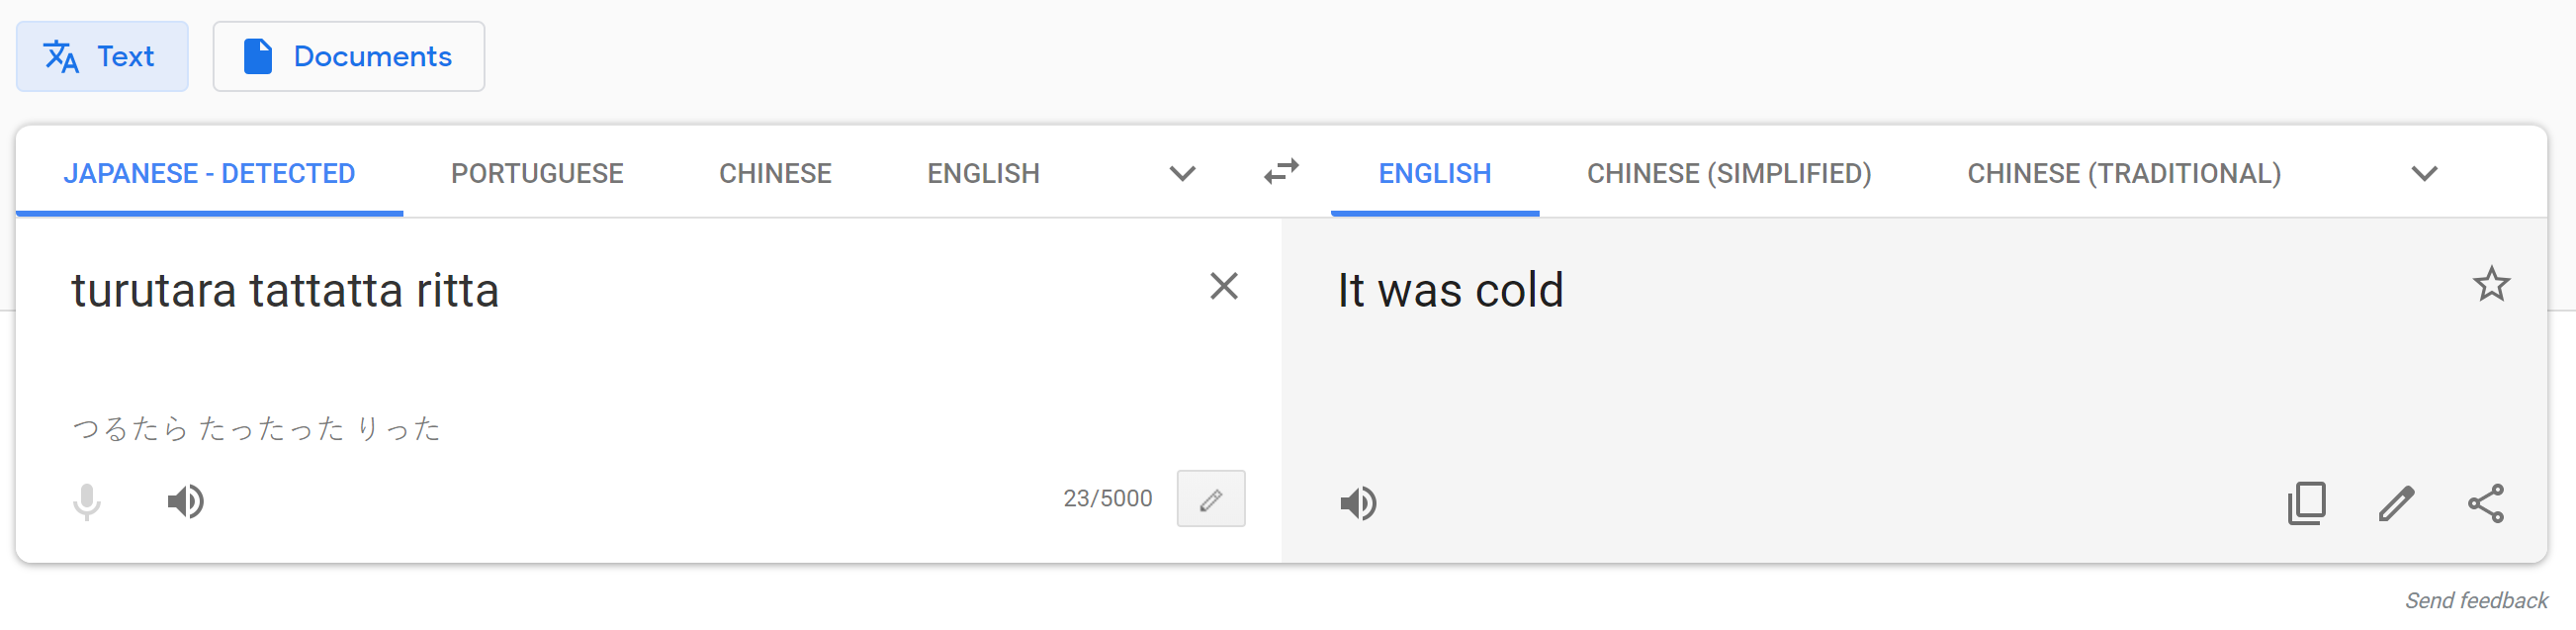 Text Documents
JAPANESE - DETECTED PORTUGUESE CHINESE ENGLISH ENGLISH CHINESE (SIMPLIFIED) CHINESE (TRADITIONAL)
turutara tattatta ritta
It was cold
つるたら たったった りった
23/5000
Send feedback